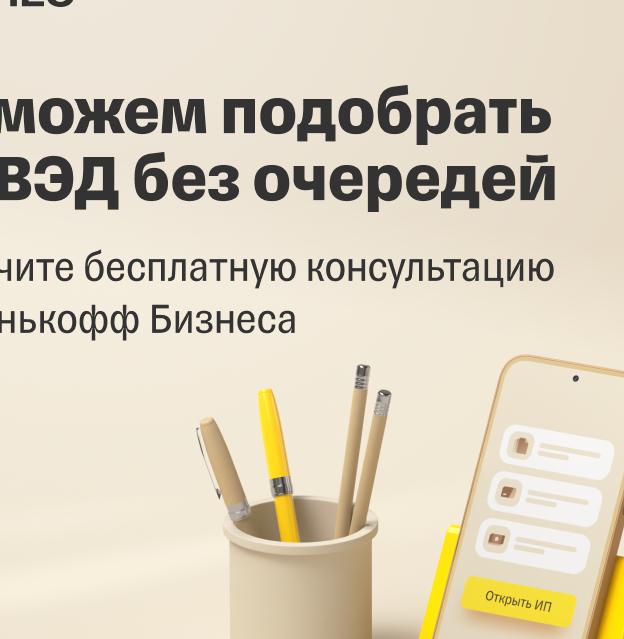 можем подобрать
ВЭД без очередей
чите бесплатную консультацию
нькофф Бизнеса
Открыть ИП